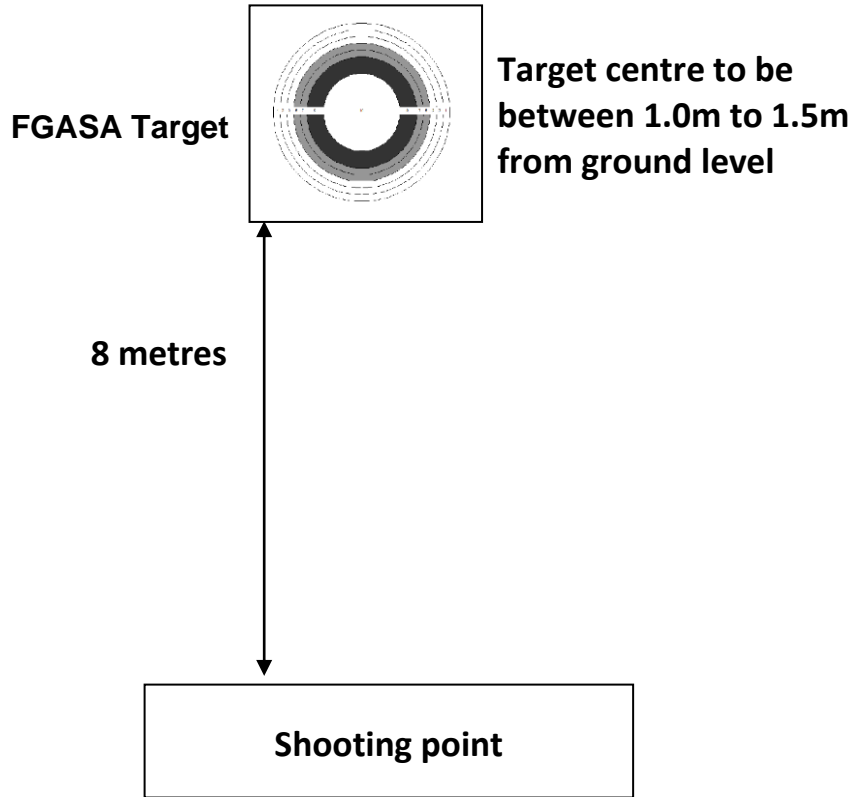 FGASA Target
Target centre to be
between 1.0m to 1.5m
from ground level
8 metres
Shooting point